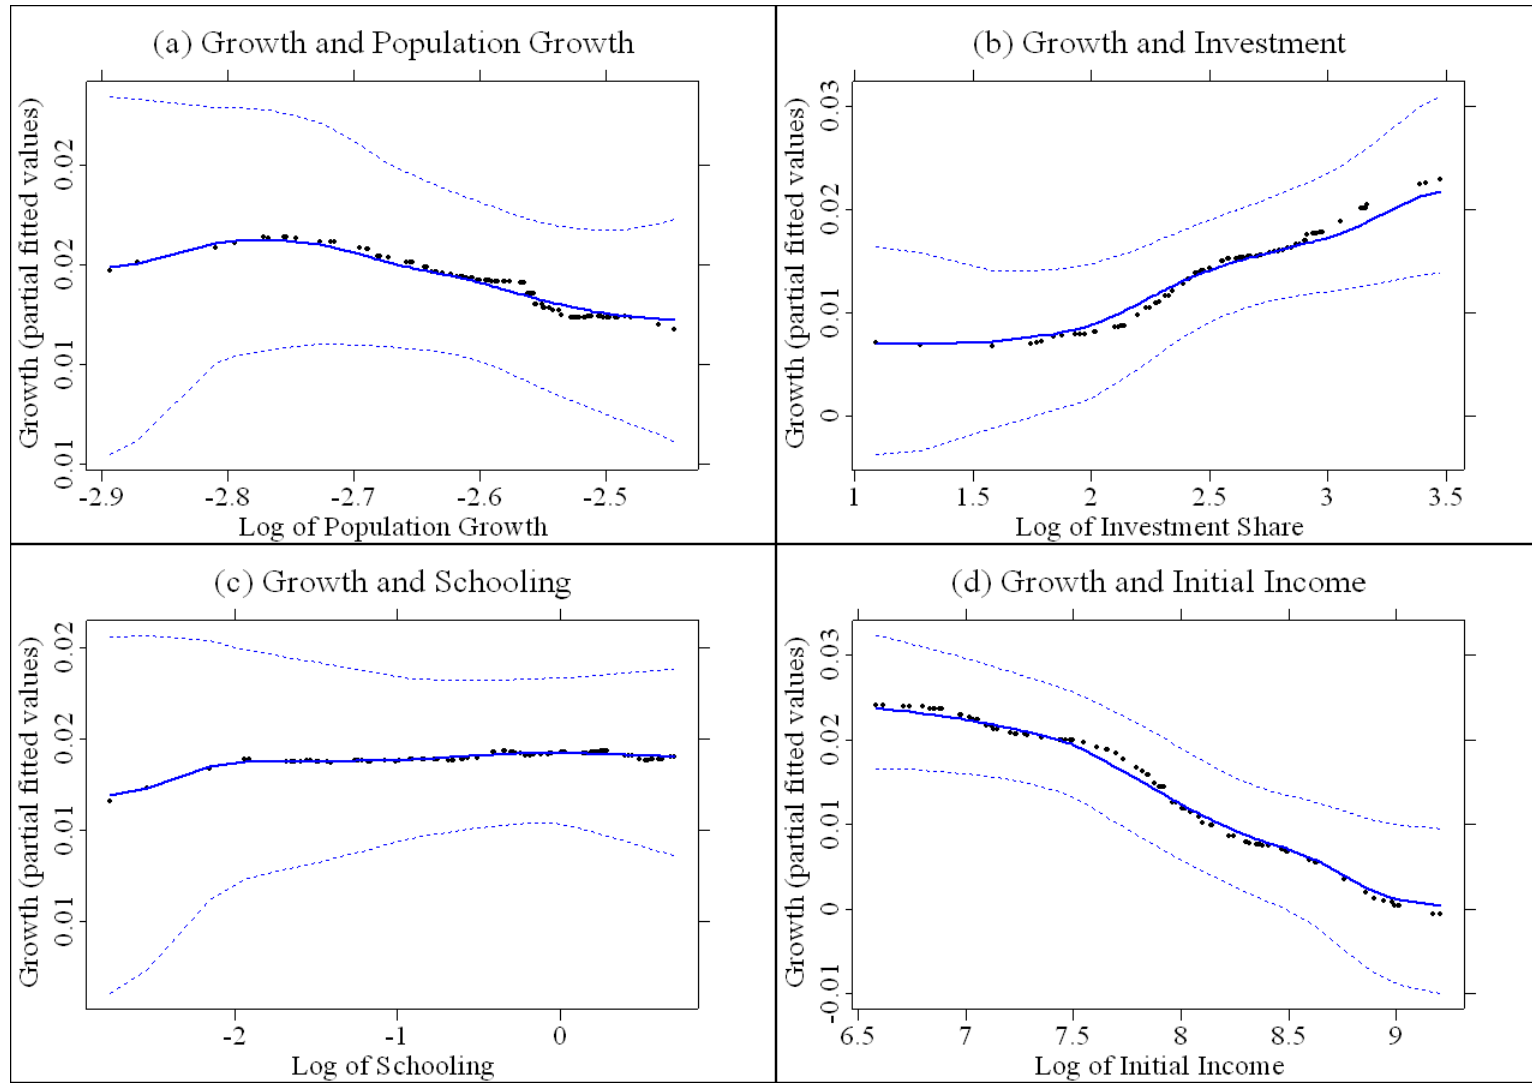 (a) Growth and Population Growth
Growth (partial fitted values)
0.02
0.02
0.01
0.01
-2.9 -2.8 -2.7 -2.6 -2.5
Log of Population Growth
(b) Growth and Investment
Growth (partial fitted values)
0.03
0.02
0.01
0
1 1.5 2 2.5 3 3.5
Log of Investment Share
(c) Growth and Schooling
Growth (partial fitted values)
0.02
0.02
0.01
0.01
-2 -1 0
Log of Schooling
(d) Growth and Initial Income
Growth (partial fitted values)
0.03
0.02
0.01
0
-0.01
6.5 7 7.5 8 8.5 9
Log of Initial Income